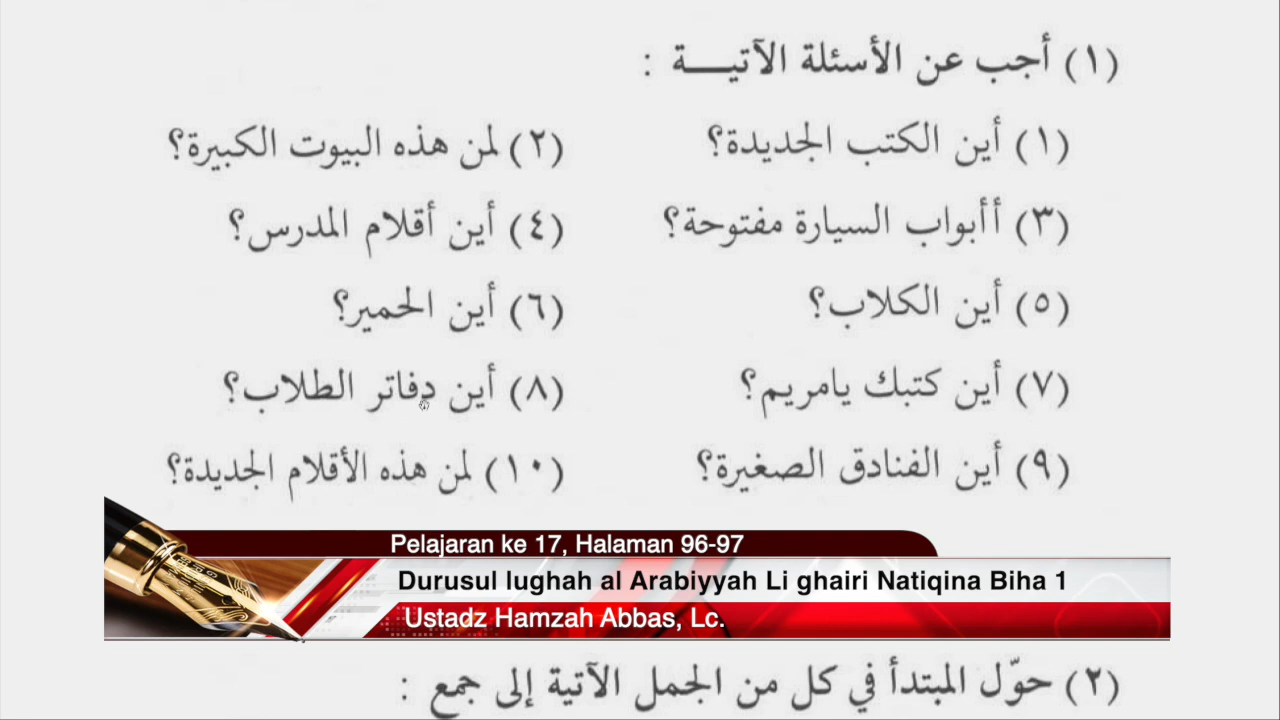 (١) أجب عن الأسئلة الآتيـــة :
(١) أين الكتب الجديدة؟ (٢) لمن هذه البيوت الكبيرة؟
(٣) أأبواب السيارة مفتوحة؟ (٤) أين أقلام المدرس؟
(٥) أين الكلاب؟ (٦) أين الحمير؟
(٧) أين كتبك يامريم؟ (٨) أين دفاتر الطلاب؟
(٩) أين الفنادق الصغيرة؟ (١٠) لمن هذه الأقلام الجديدة؟
Pelajaran ke 17, Halaman 96-97
Durusul lughah al Arabiyyah Li ghairi Natiqina Biha 1
Ustadz Hamzah Abbas, Lc.
(٢) حوّل المبتدأ في كل من الجمل الآتية إلى جمع :